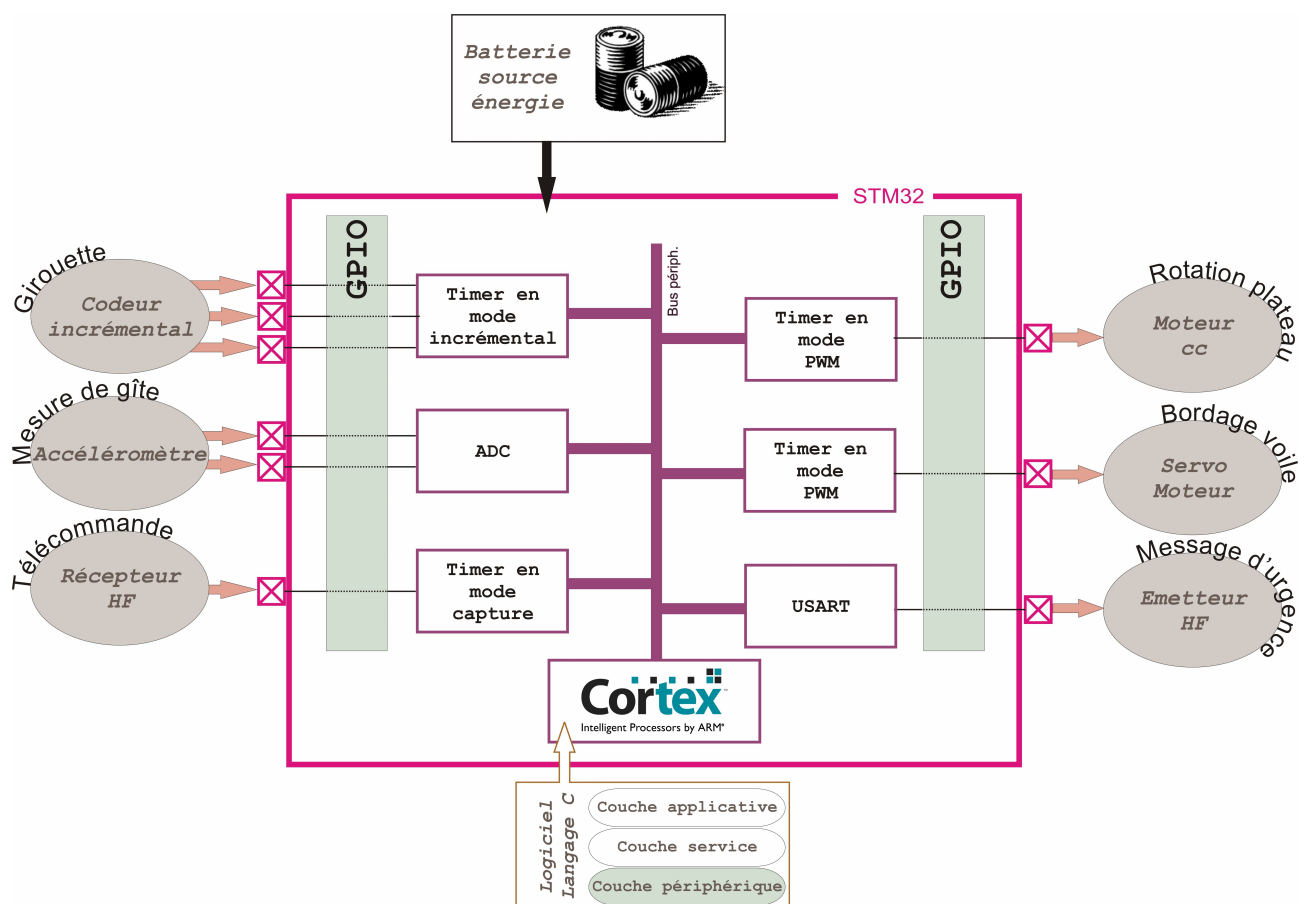 Batterie
source
énergie
STM32
GPIO
GPIO
Bus périph.
Girouette
Codeur
incrémental
Timer en
mode
incrémental
Timer en
mode
PWM
Rotation plateau
Moteur
cc
Mesure de gîte
Accéléromètre
ADC
Timer en
mode
PWM
Bordage voile
Servo
Moteur
Télécommande
Récepteur
HF
Timer en
mode
capture
USART
Message d'urgence
Emetteur
HF
Cortex
Intelligent Processors by ARM®
Logiciel
Langage C
Couche applicative
Couche service
Couche périphérique